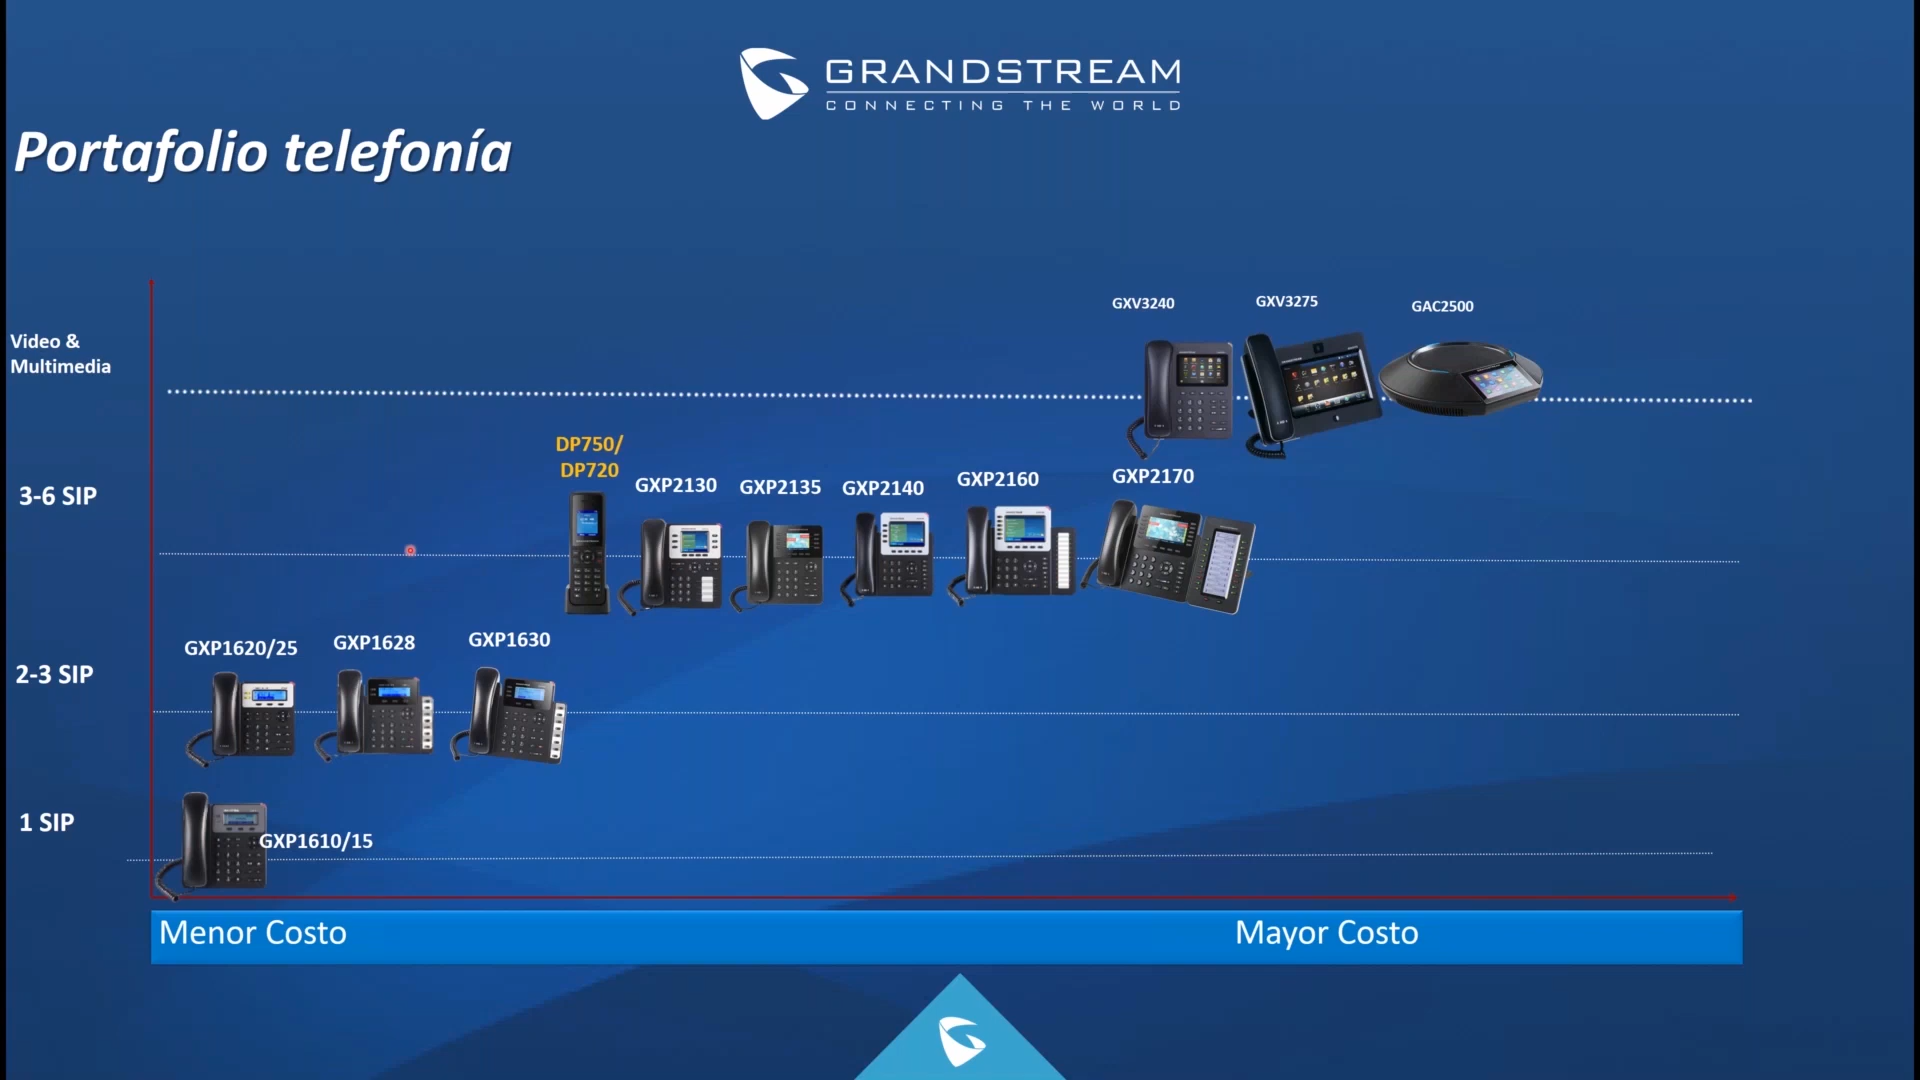 GRANDSTREAM
CONNECTING THE WORLD
Portafolio telefonía
Video &
Multimedia
GXV3240
GXV3275
GAC2500
3-6 SIP
DP750/
DP720
GXP2130
GXP2135
GXP2140
GXP2160
GXP2170
2-3 SIP
GXP1620/25
GXP1628
GXP1630
1 SIP
GXP1610/15
Menor Costo
Mayor Costo